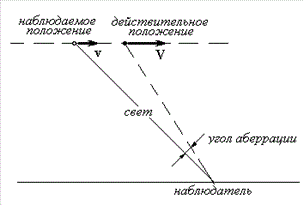 наблюдаемое
положение
действительное
положение
v
V
свет
угол аберрации
наблюдатель